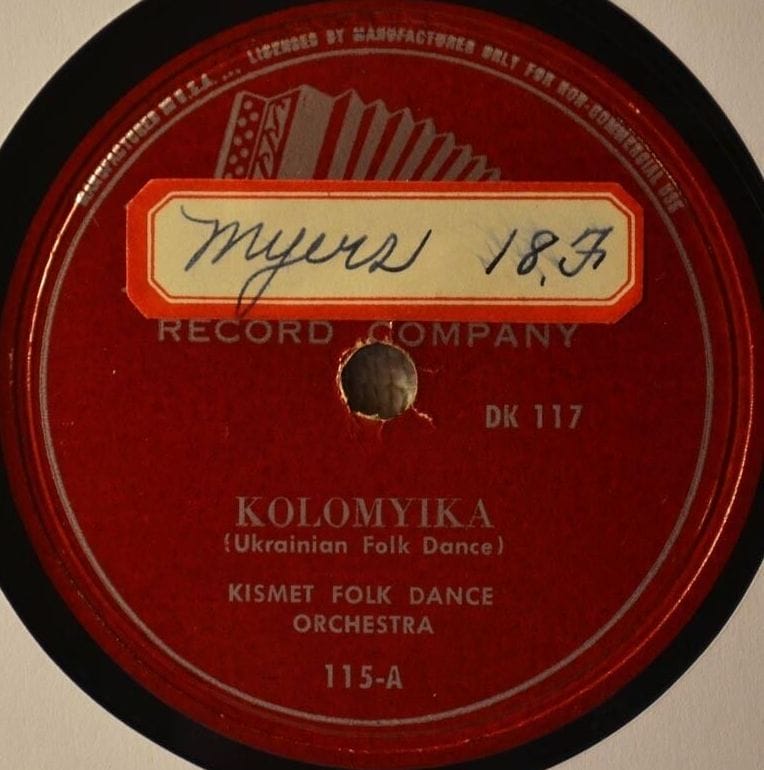 MANUFACTURED IN U.S.A. ... LICENSED BY MANUFACTURER ONLY FOR NON-COMMERCIAL USE
Myers 18, F
RECORD COMPANY
DK 117
KOLOMYIKA
(Ukrainian Folk Dance)
KISMET FOLK DANCE
ORCHESTRA
115-A